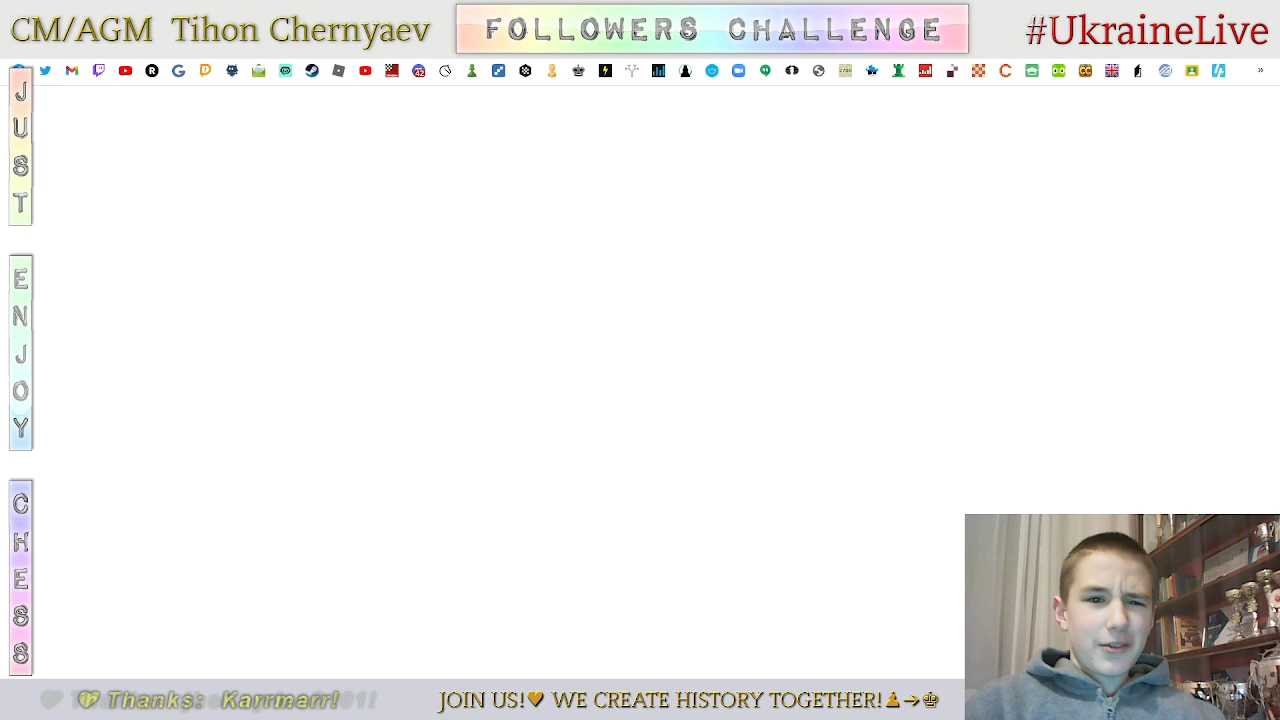 CM/AGM Tihon Chernyaev
FOLLOWERS CHALLENGE
#UkraineLive
JUST
ENJOY
CHESS
Thanks: Karrmarr!
JOIN US!🧡 WE CREATE HISTORY TOGETHER!♟➔♚